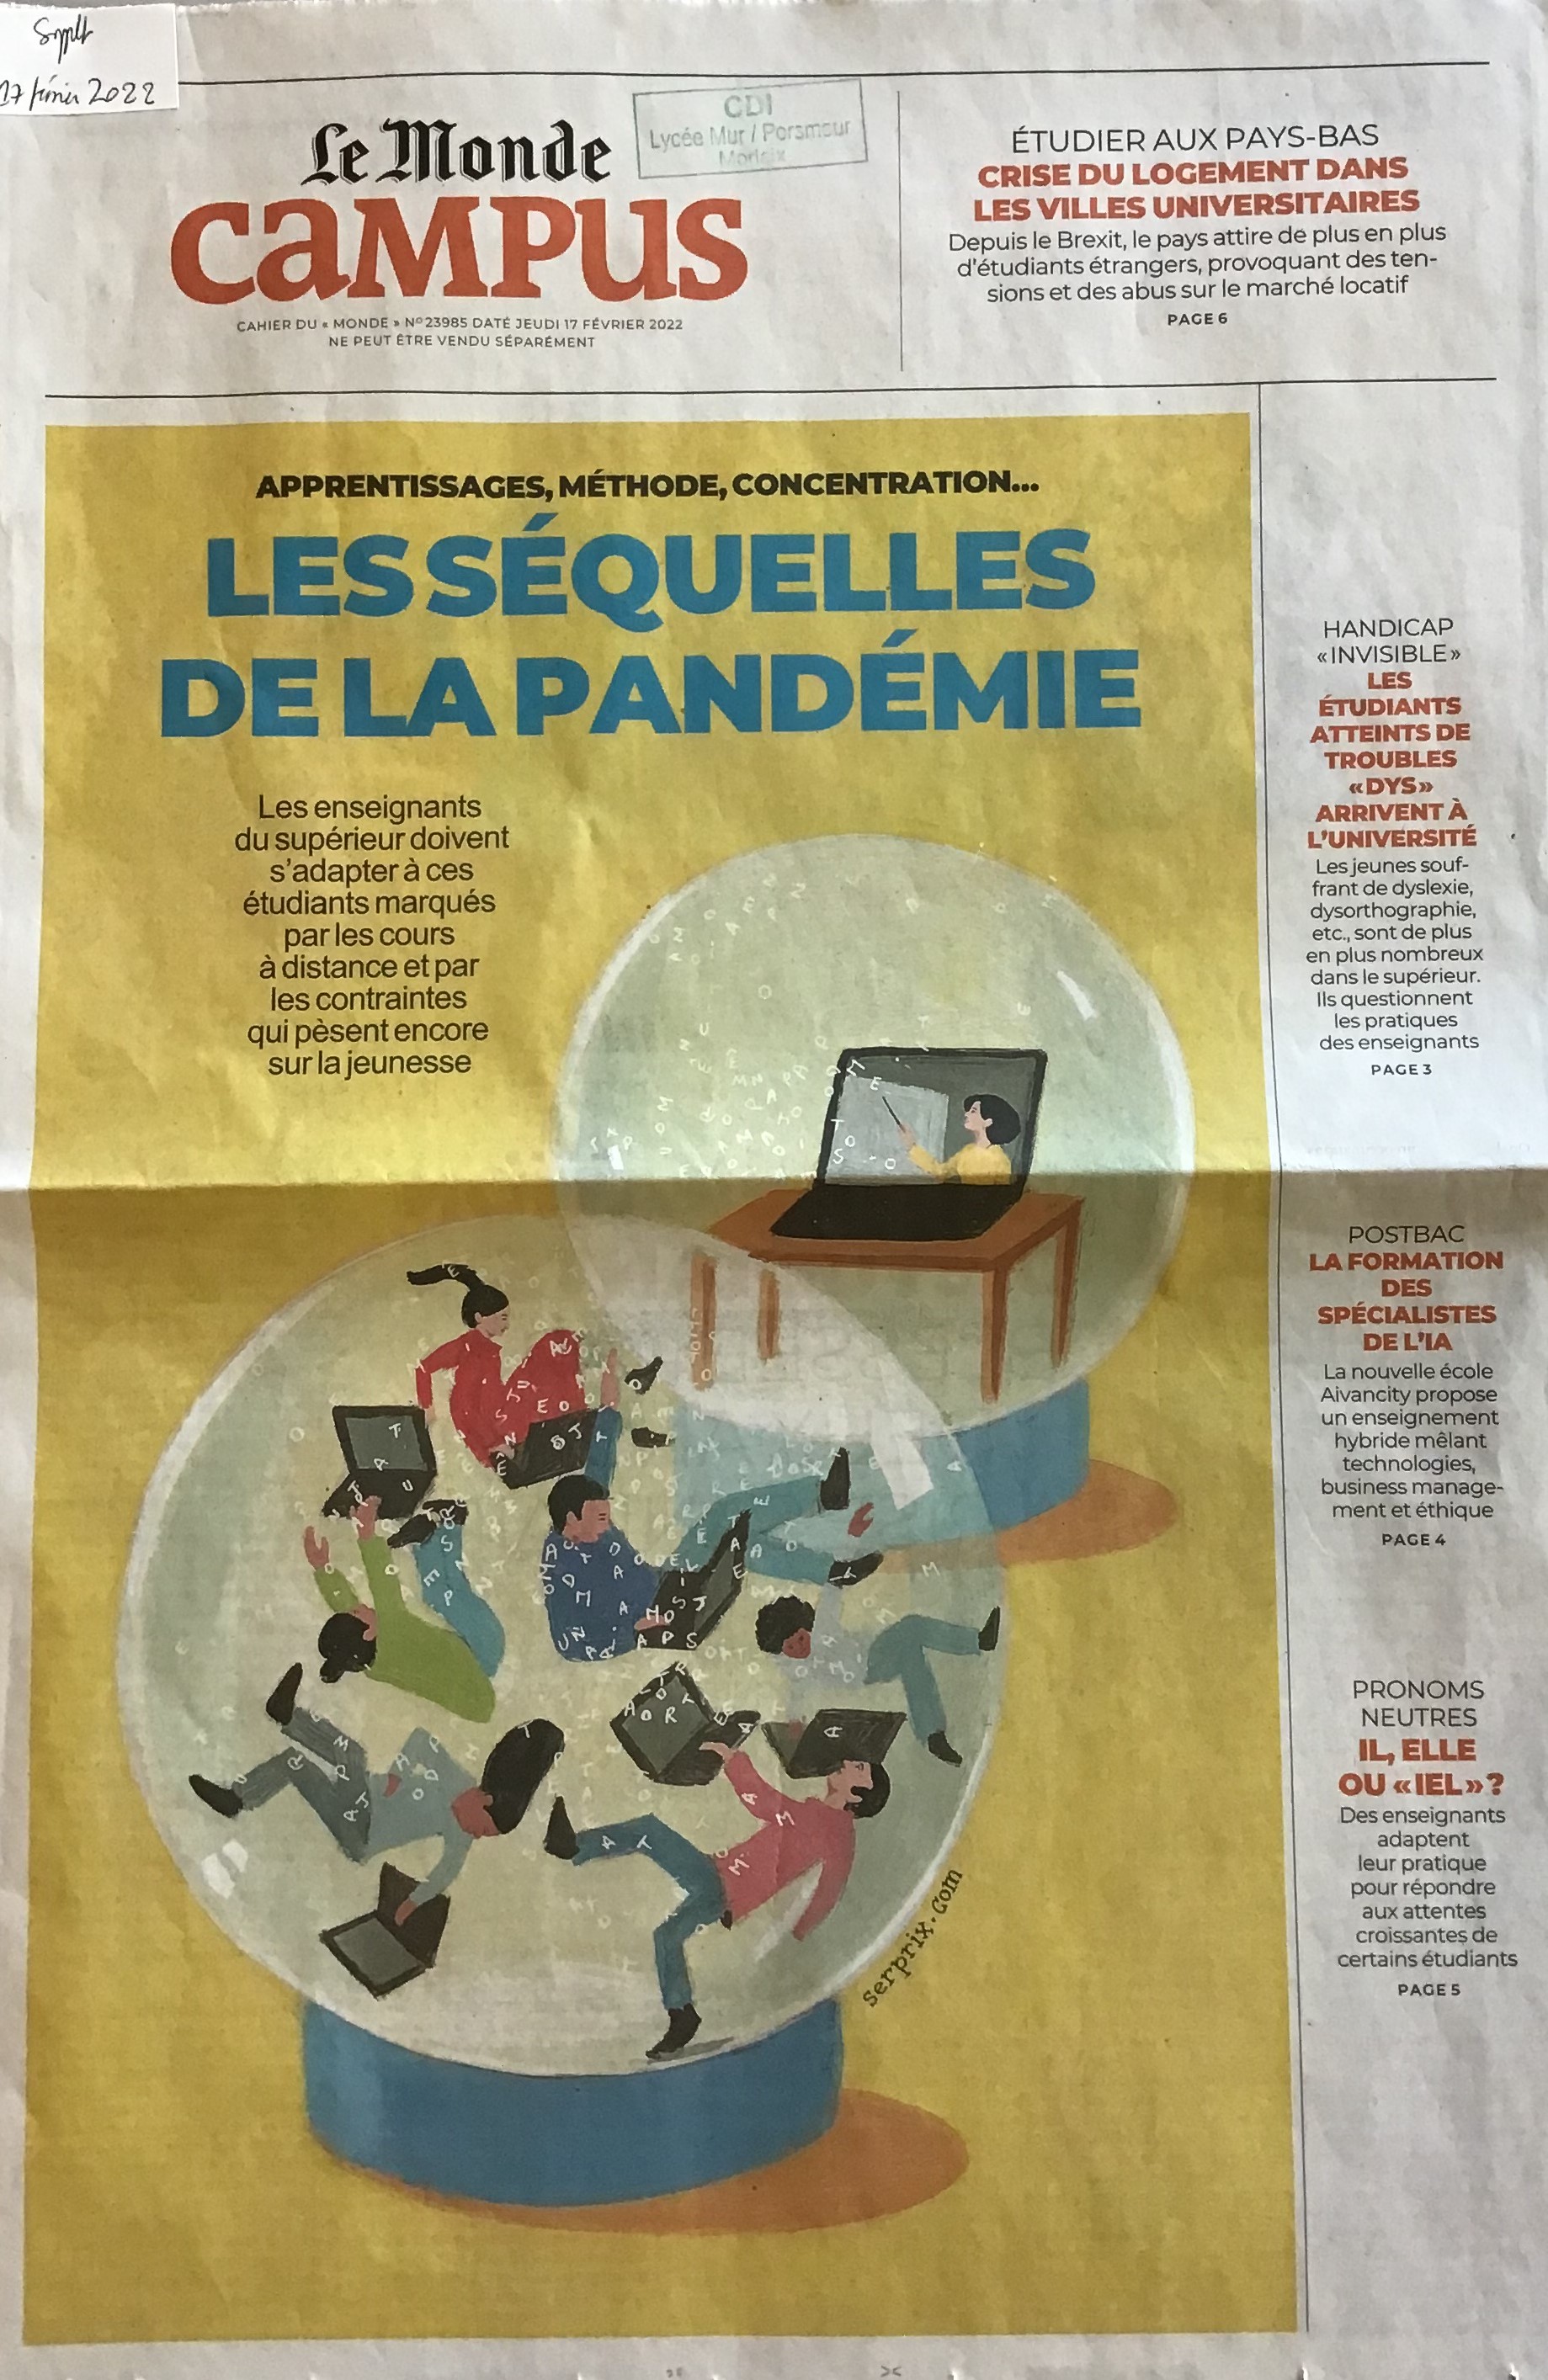 17 février 2022
Le Monde
CAMPUS
CAHIER DU « MONDE » Nº 23985 DATÉ JEUDI 17 FÉVRIER 2022
NE PEUT ÊTRE VENDU SÉPARÉMENT
CDI
Lycée Mur / Porsmeur
Morlaix
ÉTUDIER AUX PAYS-BAS
CRISE DU LOGEMENT DANS
LES VILLES UNIVERSITAIRES
Depuis le Brexit, le pays attire de plus en plus
d'étudiants étrangers, provoquant des ten-
sions et des abus sur le marché locatif
PAGE 6
APPRENTISSAGES, MÉTHODE, CONCENTRATION...
LES SÉQUELLES
DE LA PANDÉMIE
Les enseignants
du supérieur doivent
s'adapter à ces
étudiants marqués
par les cours
à distance et par
les contraintes
qui pèsent encore
sur la jeunesse
serprix.com
HANDICAP
« INVISIBLE »
LES
ÉTUDIANTS
ATTEINTS DE
TROUBLES
« DYS »
ARRIVENT À
L'UNIVERSITÉ
Les jeunes souf-
frant de dyslexie,
dysorthographie,
etc., sont de plus
en plus nombreux
dans le supérieur.
Ils questionnent
les pratiques
des enseignants
PAGE 3
POSTBAC
LA FORMATION
DES
SPÉCIALISTES
DE L'IA
La nouvelle école
Aivancity propose
un enseignement
hybride mêlant
technologies,
business manage-
ment et éthique
PAGE 4
PRONOMS
NEUTRES
IL, ELLE
OU « IEL » ?
Des enseignants
adaptent
leur pratique
pour répondre
aux attentes
croissantes de
certains étudiants
PAGE 5